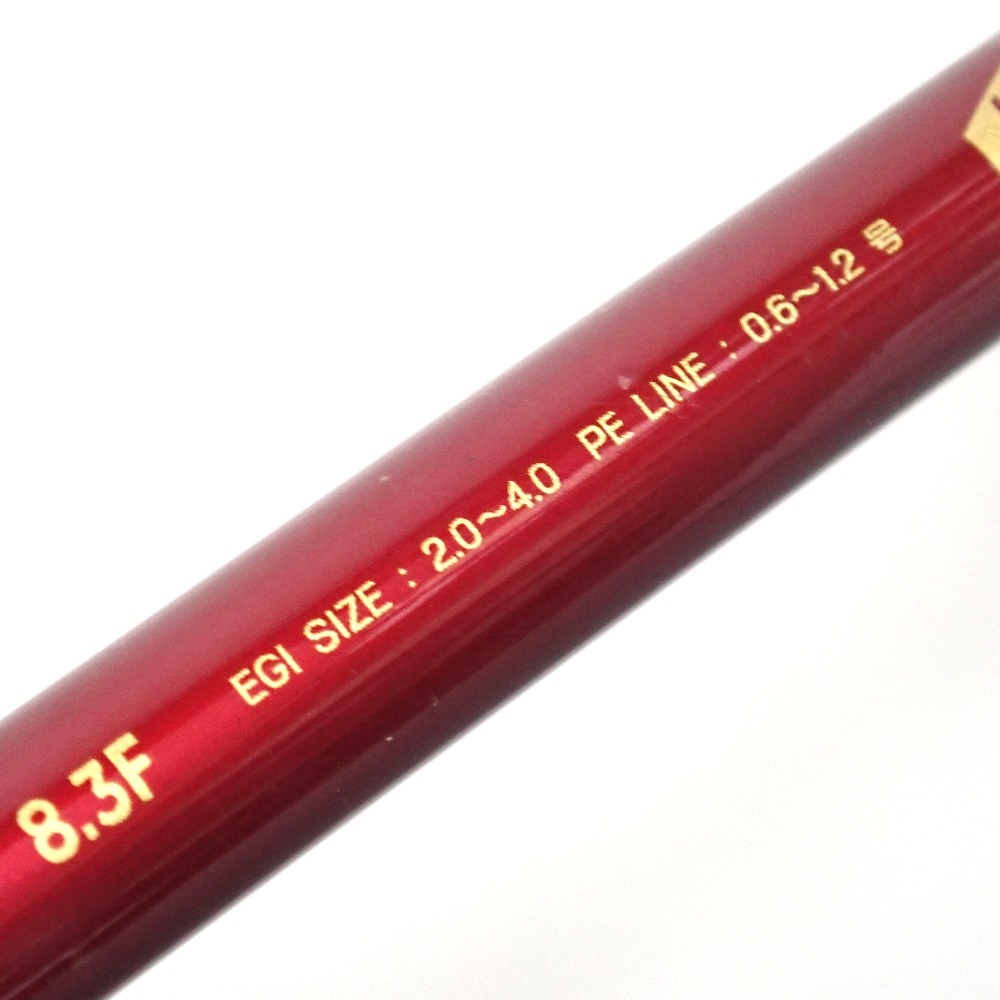 8.3F EGI SIZE : 2.0～4.0 PE LINE : 0.6～1.2 号